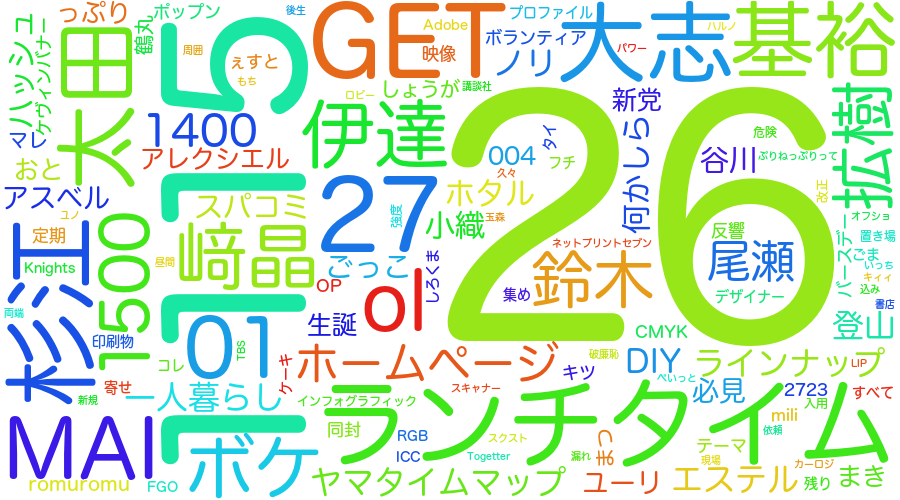 っぷり
ポップン
後生
GET
大志
基裕
プロファイル
パワー
ハルノ
Adobe
映像
ボランティア
ノリ
鶴丸
周囲
ぇすと
もち
ハッシュ
ケヴィンバナー
太田
15
しょうが
講談社
ロビー
新党
伊達
26
拡樹
マレ
1400
アレクシエル
004
フチ
タイ
何かしら
谷川
危険
ぷりねっぷりって
おと
久々
アスベル
スパコミ
27
ホタル
強度
小織
玉森
改正
ユノ
定期
﨑晶
反響
尾瀬
オフショ
置き場
Knights
昼間
ごっこ
しろくま
ネットプリントセブン
バースデー
ごま
いっち
キィィ
杉江
1500
OP
oi
集め
鈴木
デザイナー
込み
書店
両端
01
生誕
CMYK
登山
印刷物
TBS
コレ
ケーキ
ホームページ
破廉恥
キツ
DIY
ラインナップ
LIP
寄せ
新規
一人暮らし
スキャナー
べいっと
必見
2723
すべて
インフォグラフィック
ランチタイム
入用
MAI
ボケ
同封
RGB
スクスト
まつ
mili
依頼
ICC
Togetter
漏れ
テーマ
現場
カーロジ
romuromu
FGO
ヤマタイムマップ
ユーリ
エステル
残り
まき